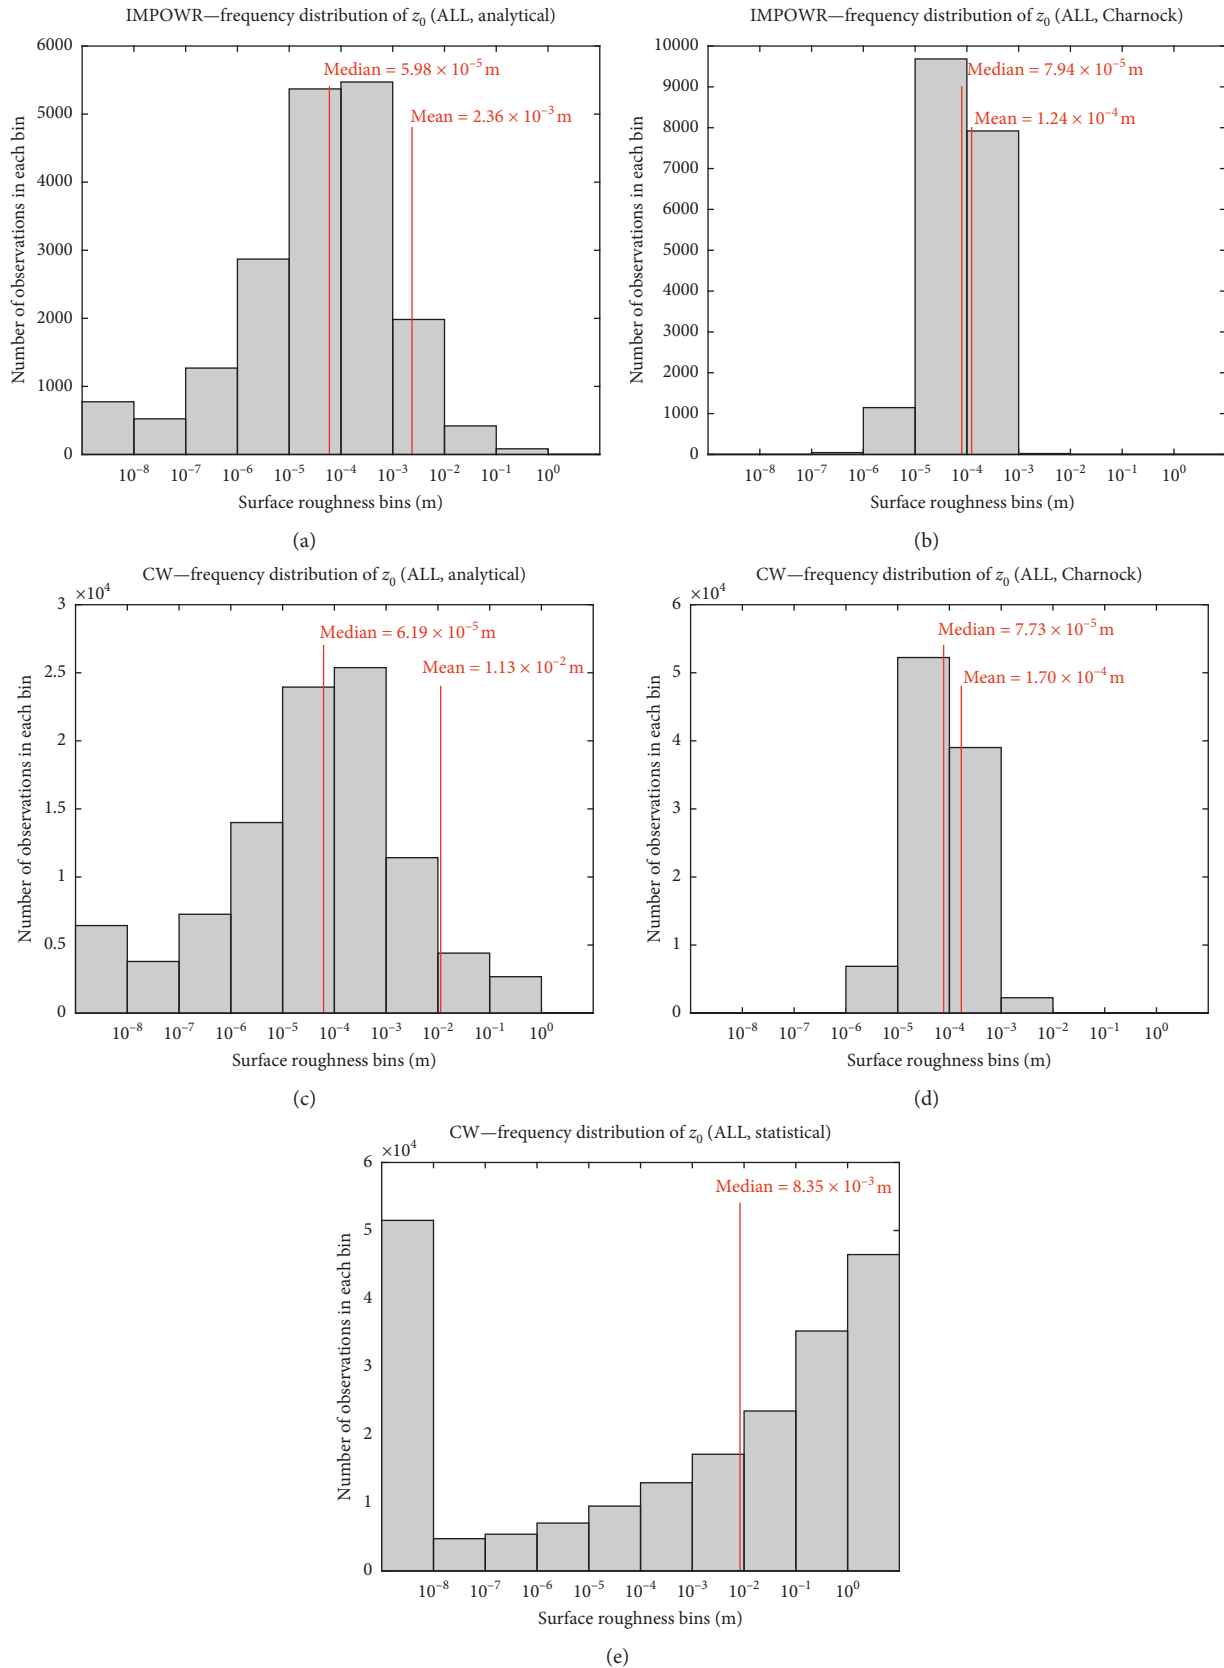 IMPOWR—frequency distribution of z₀ (ALL, analytical)
6000
5000
4000
3000
2000
1000
0
Number of observations in each bin
Median = 5.98 × 10⁻⁵ m
Mean = 2.36 × 10⁻³ m
10⁻⁸ 10⁻⁷ 10⁻⁶ 10⁻⁵ 10⁻⁴ 10⁻³ 10⁻² 10⁻¹ 10⁰
Surface roughness bins (m)
(a)
IMPOWR—frequency distribution of z₀ (ALL, Charnock)
10000
9000
8000
7000
6000
5000
4000
3000
2000
1000
0
Number of observations in each bin
Median = 7.94 × 10⁻⁵ m
Mean = 1.24 × 10⁻⁴ m
10⁻⁸ 10⁻⁷ 10⁻⁶ 10⁻⁵ 10⁻⁴ 10⁻³ 10⁻² 10⁻¹ 10⁰
Surface roughness bins (m)
(b)
CW—frequency distribution of z₀ (ALL, analytical)
×10⁴
3
2.5
2
1.5
1
0.5
0
Number of observations in each bin
Median = 6.19 × 10⁻⁵ m
Mean = 1.13 × 10⁻² m
10⁻⁸ 10⁻⁷ 10⁻⁶ 10⁻⁵ 10⁻⁴ 10⁻³ 10⁻² 10⁻¹ 10⁰
Surface roughness bins (m)
(c)
CW—frequency distribution of z₀ (ALL, Charnock)
×10⁴
6
5
4
3
2
1
0
Number of observations in each bin
Median = 7.73 × 10⁻⁵ m
Mean = 1.70 × 10⁻⁴ m
10⁻⁸ 10⁻⁷ 10⁻⁶ 10⁻⁵ 10⁻⁴ 10⁻³ 10⁻² 10⁻¹ 10⁰
Surface roughness bins (m)
(d)
CW—frequency distribution of z₀ (ALL, statistical)
×10⁴
6
5
4
3
2
1
0
Number of observations in each bin
Median = 8.35 × 10⁻³ m
10⁻⁸ 10⁻⁷ 10⁻⁶ 10⁻⁵ 10⁻⁴ 10⁻³ 10⁻² 10⁻¹ 10⁰
Surface roughness bins (m)
(e)